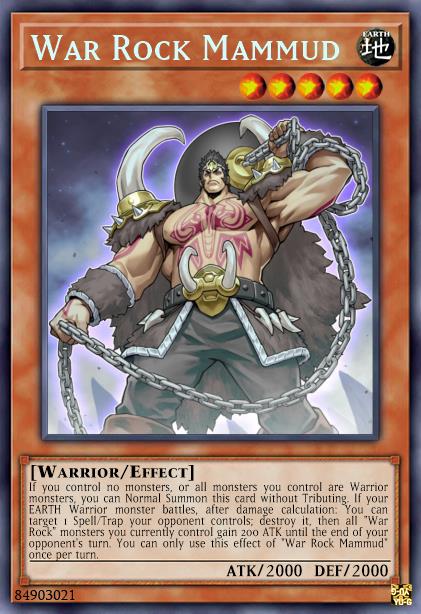 War Rock Mammud
EARTH
地
[Warrior/Effect]
If you control no monsters, or all monsters you control are Warrior
monsters, you can Normal Summon this card without Tributing. If your
EARTH Warrior monster battles, after damage calculation: You can
target 1 Spell/Trap your opponent controls; destroy it, then all "War
Rock" monsters you currently control gain 200 ATK until the end of your
opponent's turn. You can only use this effect of "War Rock Mammud"
once per turn.
ATK/2000 DEF/2000
84903021